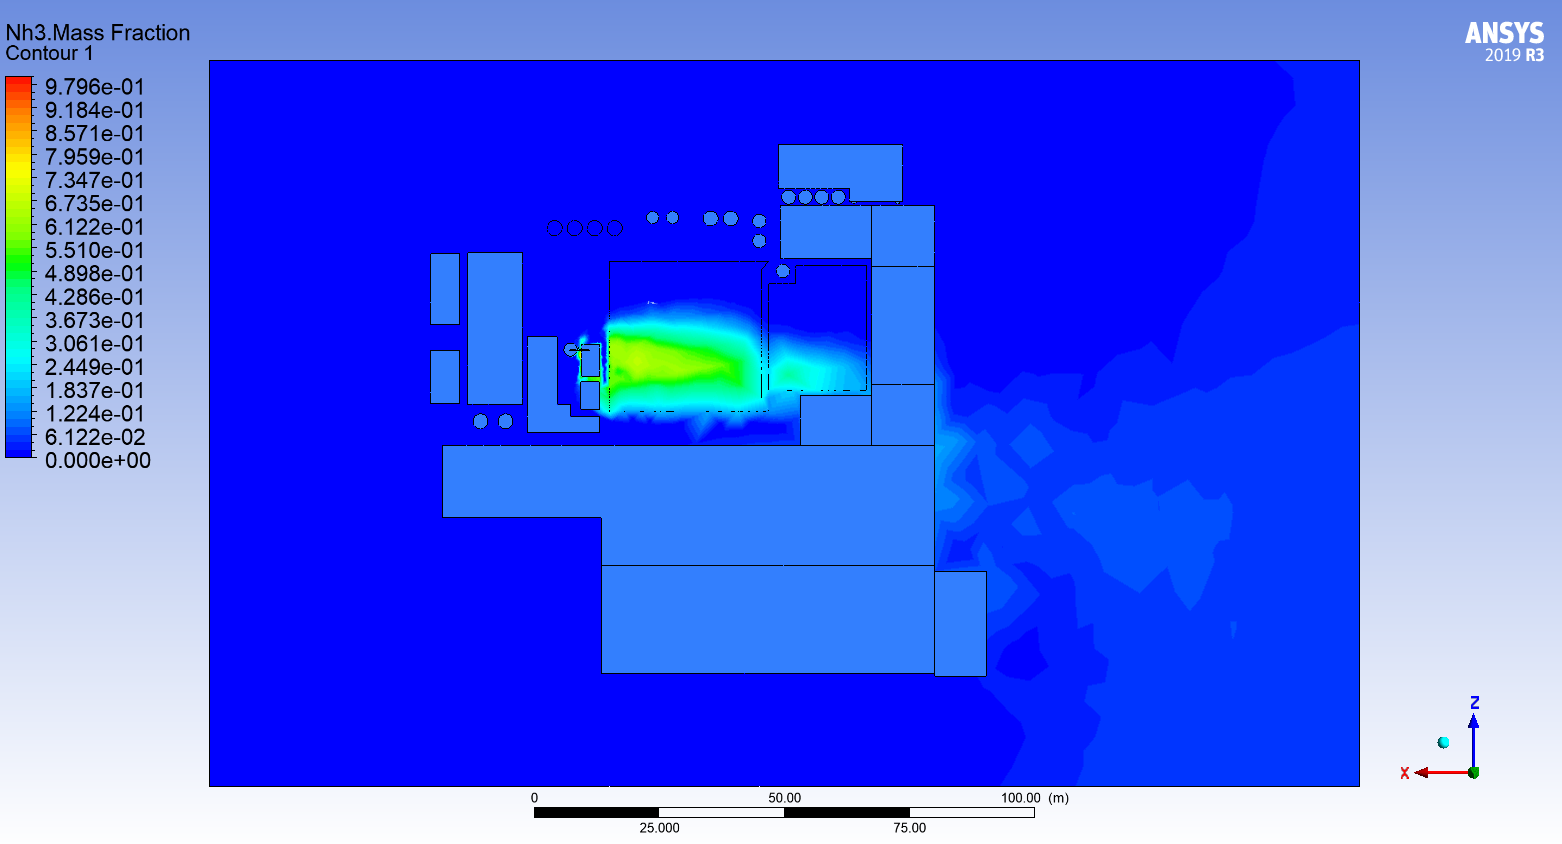 Nh3.Mass Fraction
Contour 1
9.796e-01
9.184e-01
8.571e-01
7.959e-01
7.347e-01
6.735e-01
6.122e-01
5.510e-01
4.898e-01
4.286e-01
3.673e-01
3.061e-01
2.449e-01
1.837e-01
1.224e-01
6.122e-02
0.000e+00
ANSYS
2019 R3
Z
X
0 50.00 100.00 (m)
25.000 75.00